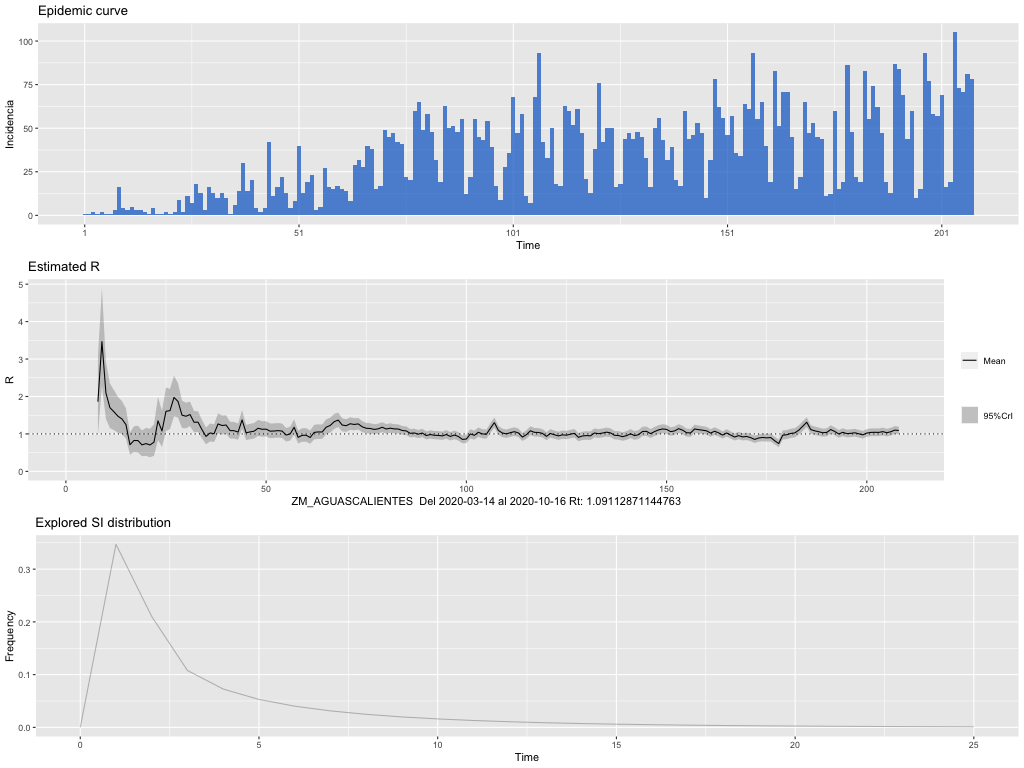 Epidemic curve
100
75
50
25
0
Incidencia
1 51 101 151 201
Time
Estimated R
5
4
3
2
1
0
R
0 50 100 150 200
ZM_AGUASCALIENTES Del 2020-03-14 al 2020-10-16 Rt: 1.09112871144763
Mean
95%CrI
Explored SI distribution
0.3
0.2
0.1
0.0
Frequency
0 5 10 15 20 25
Time